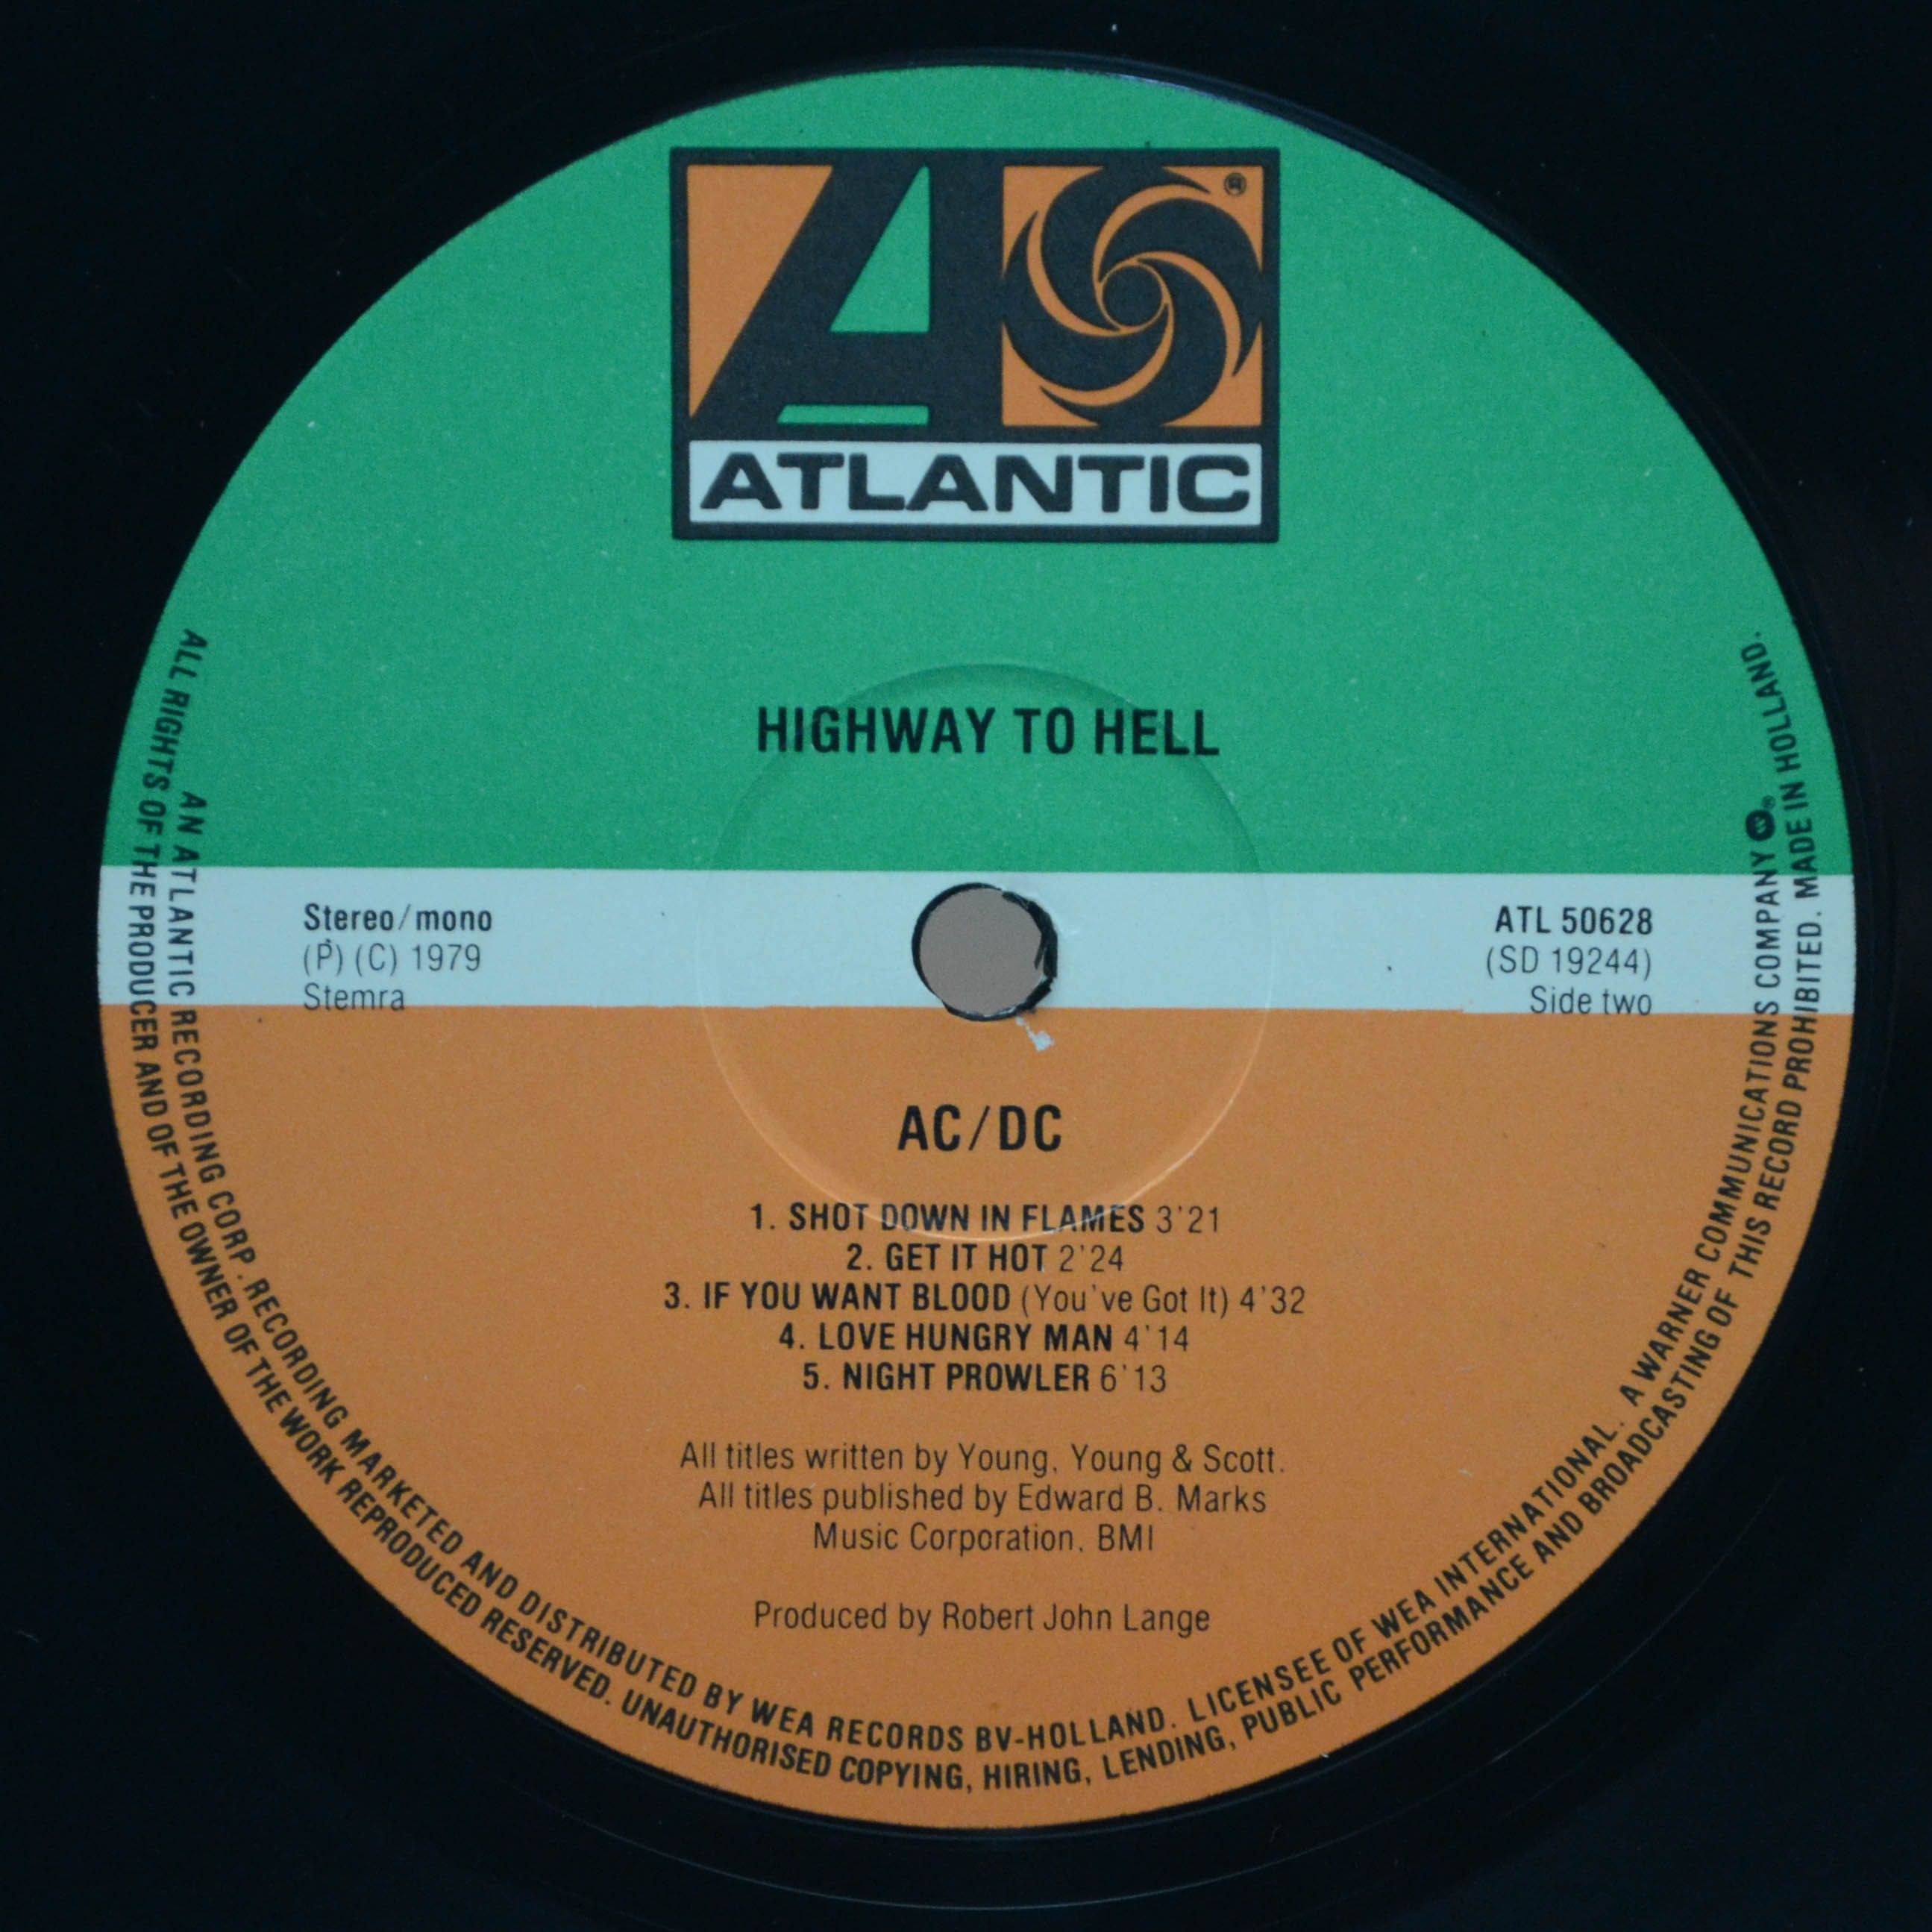 ®
ATLANTIC
HIGHWAY TO HELL
Stereo/mono
(P) (C) 1979
Stemra
ATL 50628
(SD 19244)
Side two
AC/DC
1. SHOT DOWN IN FLAMES 3'21
2. GET IT HOT 2'24
3. IF YOU WANT BLOOD (You've Got It) 4'32
4. LOVE HUNGRY MAN 4'14
5. NIGHT PROWLER 6'13
All titles written by Young, Young & Scott.
All titles published by Edward B. Marks
Music Corporation, BMI
Produced by Robert John Lange
AN ATLANTIC RECORDING CORP. RECORDING MARKETED AND DISTRIBUTED BY WEA RECORDS BV-HOLLAND. LICENSEE OF WEA INTERNATIONAL. A WARNER COMMUNICATIONS COMPANY ®.
ALL RIGHTS OF THE PRODUCER AND OF THE OWNER OF THE WORK REPRODUCED RESERVED. UNAUTHORISED COPYING, HIRING, LENDING, PUBLIC PERFORMANCE AND BROADCASTING OF THIS RECORD PROHIBITED. MADE IN HOLLAND.